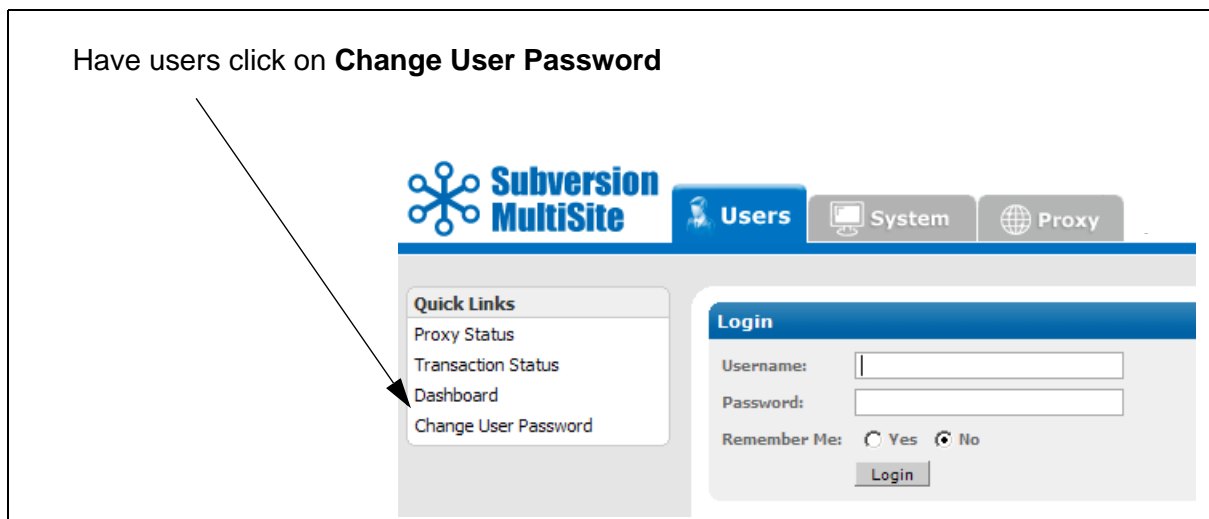 Have users click on Change User Password
Subversion
MultiSite
Users
System
Proxy
Quick Links
Proxy Status
Transaction Status
Dashboard
Change User Password
Login
Username:
Password:
Remember Me: Yes No
Login